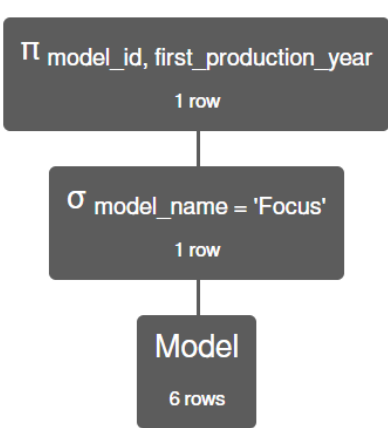 π model_id, first_production_year
1 row
σ model_name = 'Focus'
1 row
Model
6 rows